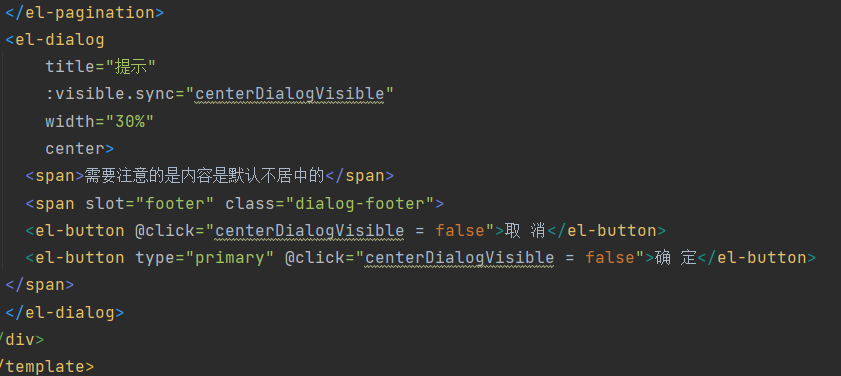 </el-pagination>
<el-dialog
title="提示"
:visible.sync="centerDialogVisible"
width="30%"
center>
<span>需要注意的是内容是默认不居中的</span>
<span slot="footer" class="dialog-footer">
<el-button @click="centerDialogVisible = false">取 消</el-button>
<el-button type="primary" @click="centerDialogVisible = false">确 定</el-button>
</span>
</el-dialog>
/div>
/template>